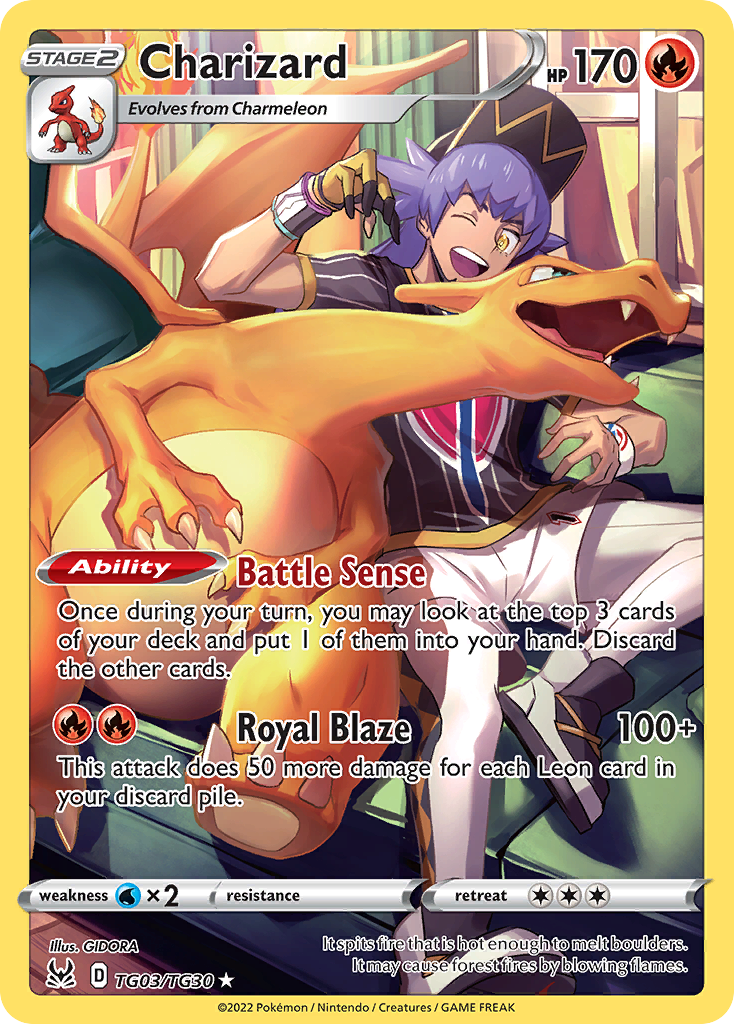 STAGE 2
Charizard
HP 170
Evolves from Charmeleon
Ability Battle Sense
Once during your turn, you may look at the top 3 cards
of your deck and put 1 of them into your hand. Discard
the other cards.
Royal Blaze 100+
This attack does 50 more damage for each Leon card in
your discard pile.
weakness ×2 resistance retreat
Illus. GIDORA
It spits fire that is hot enough to melt boulders.
It may cause forest fires by blowing flames.
D TG03/TG30
©2022 Pokémon / Nintendo / Creatures / GAME FREAK